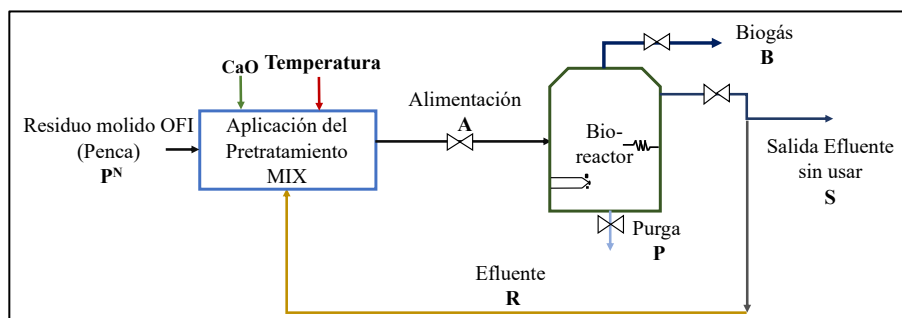 CaO
Temperatura
Residuo molido OFI
(Penca)
P^N
Aplicación del
Pretratamiento
MIX
Alimentación
A
Bio-
reactor
Biogás
B
Salida Efluente
sin usar
S
Purga
P
Efluente
R